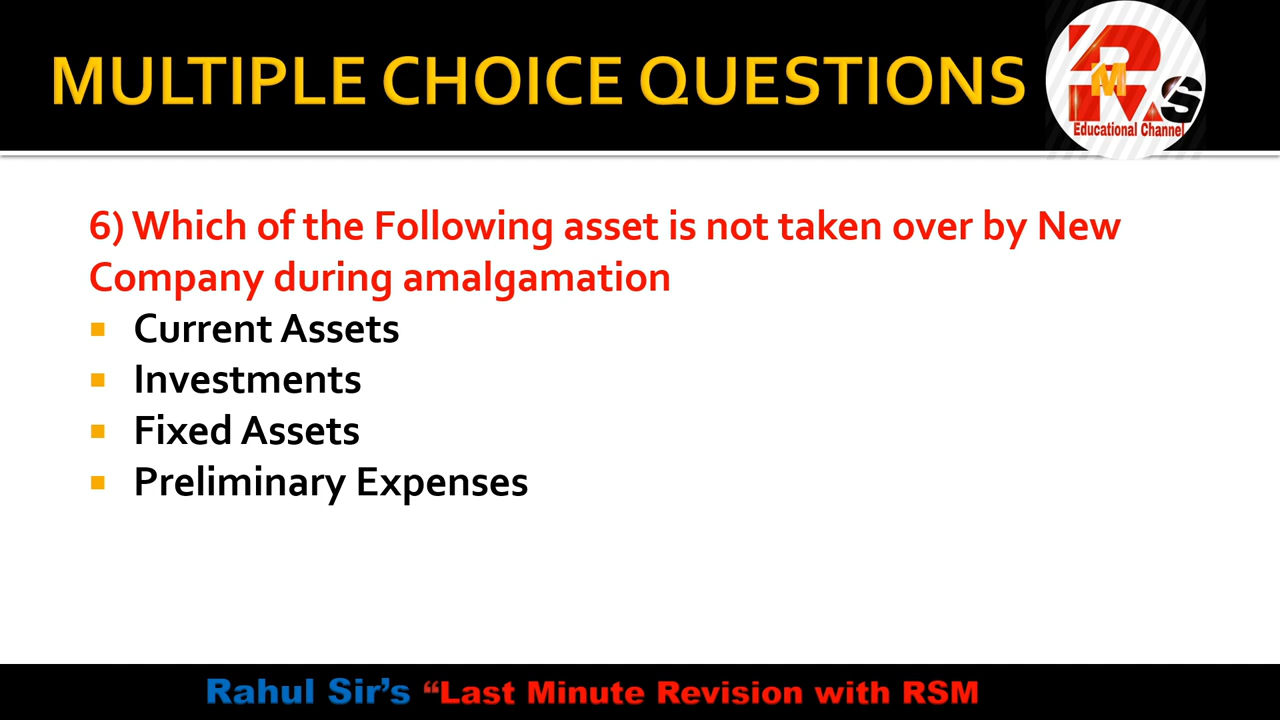 MULTIPLE CHOICE QUESTIONS
RMS
Educational Channel
6) Which of the Following asset is not taken over by New
Company during amalgamation
▪ Current Assets
▪ Investments
▪ Fixed Assets
▪ Preliminary Expenses
Rahul Sir's “Last Minute Revision with RSM